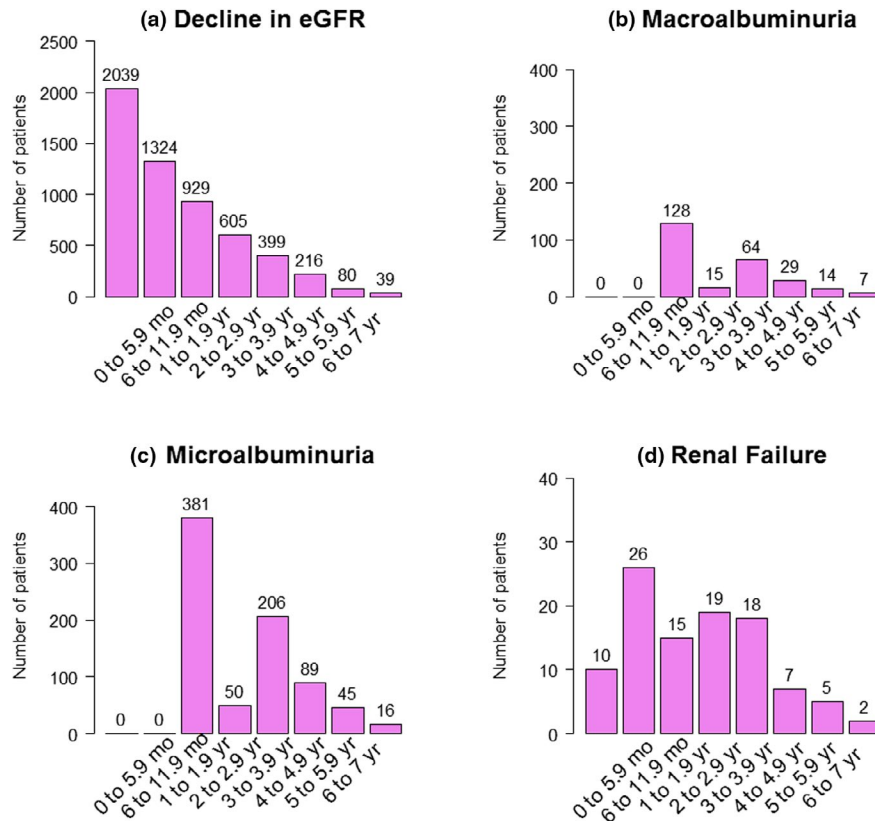 (a) Decline in eGFR
Number of patients
2500
2000
1500
1000
500
0
2039
1324
929
605
399
216
80
39
0 to 5.9 mo
6 to 11.9 mo
1 to 1.9 yr
2 to 2.9 yr
3 to 3.9 yr
4 to 4.9 yr
5 to 5.9 yr
6 to 7 yr
(b) Macroalbuminuria
Number of patients
400
300
200
100
0
0
0
128
15
64
29
14
7
0 to 5.9 mo
6 to 11.9 mo
1 to 1.9 yr
2 to 2.9 yr
3 to 3.9 yr
4 to 4.9 yr
5 to 5.9 yr
6 to 7 yr
(c) Microalbuminuria
Number of patients
400
300
200
100
0
0
0
381
50
206
89
45
16
0 to 5.9 mo
6 to 11.9 mo
1 to 1.9 yr
2 to 2.9 yr
3 to 3.9 yr
4 to 4.9 yr
5 to 5.9 yr
6 to 7 yr
(d) Renal Failure
Number of patients
40
30
20
10
0
10
26
15
19
18
7
5
2
0 to 5.9 mo
6 to 11.9 mo
1 to 1.9 yr
2 to 2.9 yr
3 to 3.9 yr
4 to 4.9 yr
5 to 5.9 yr
6 to 7 yr